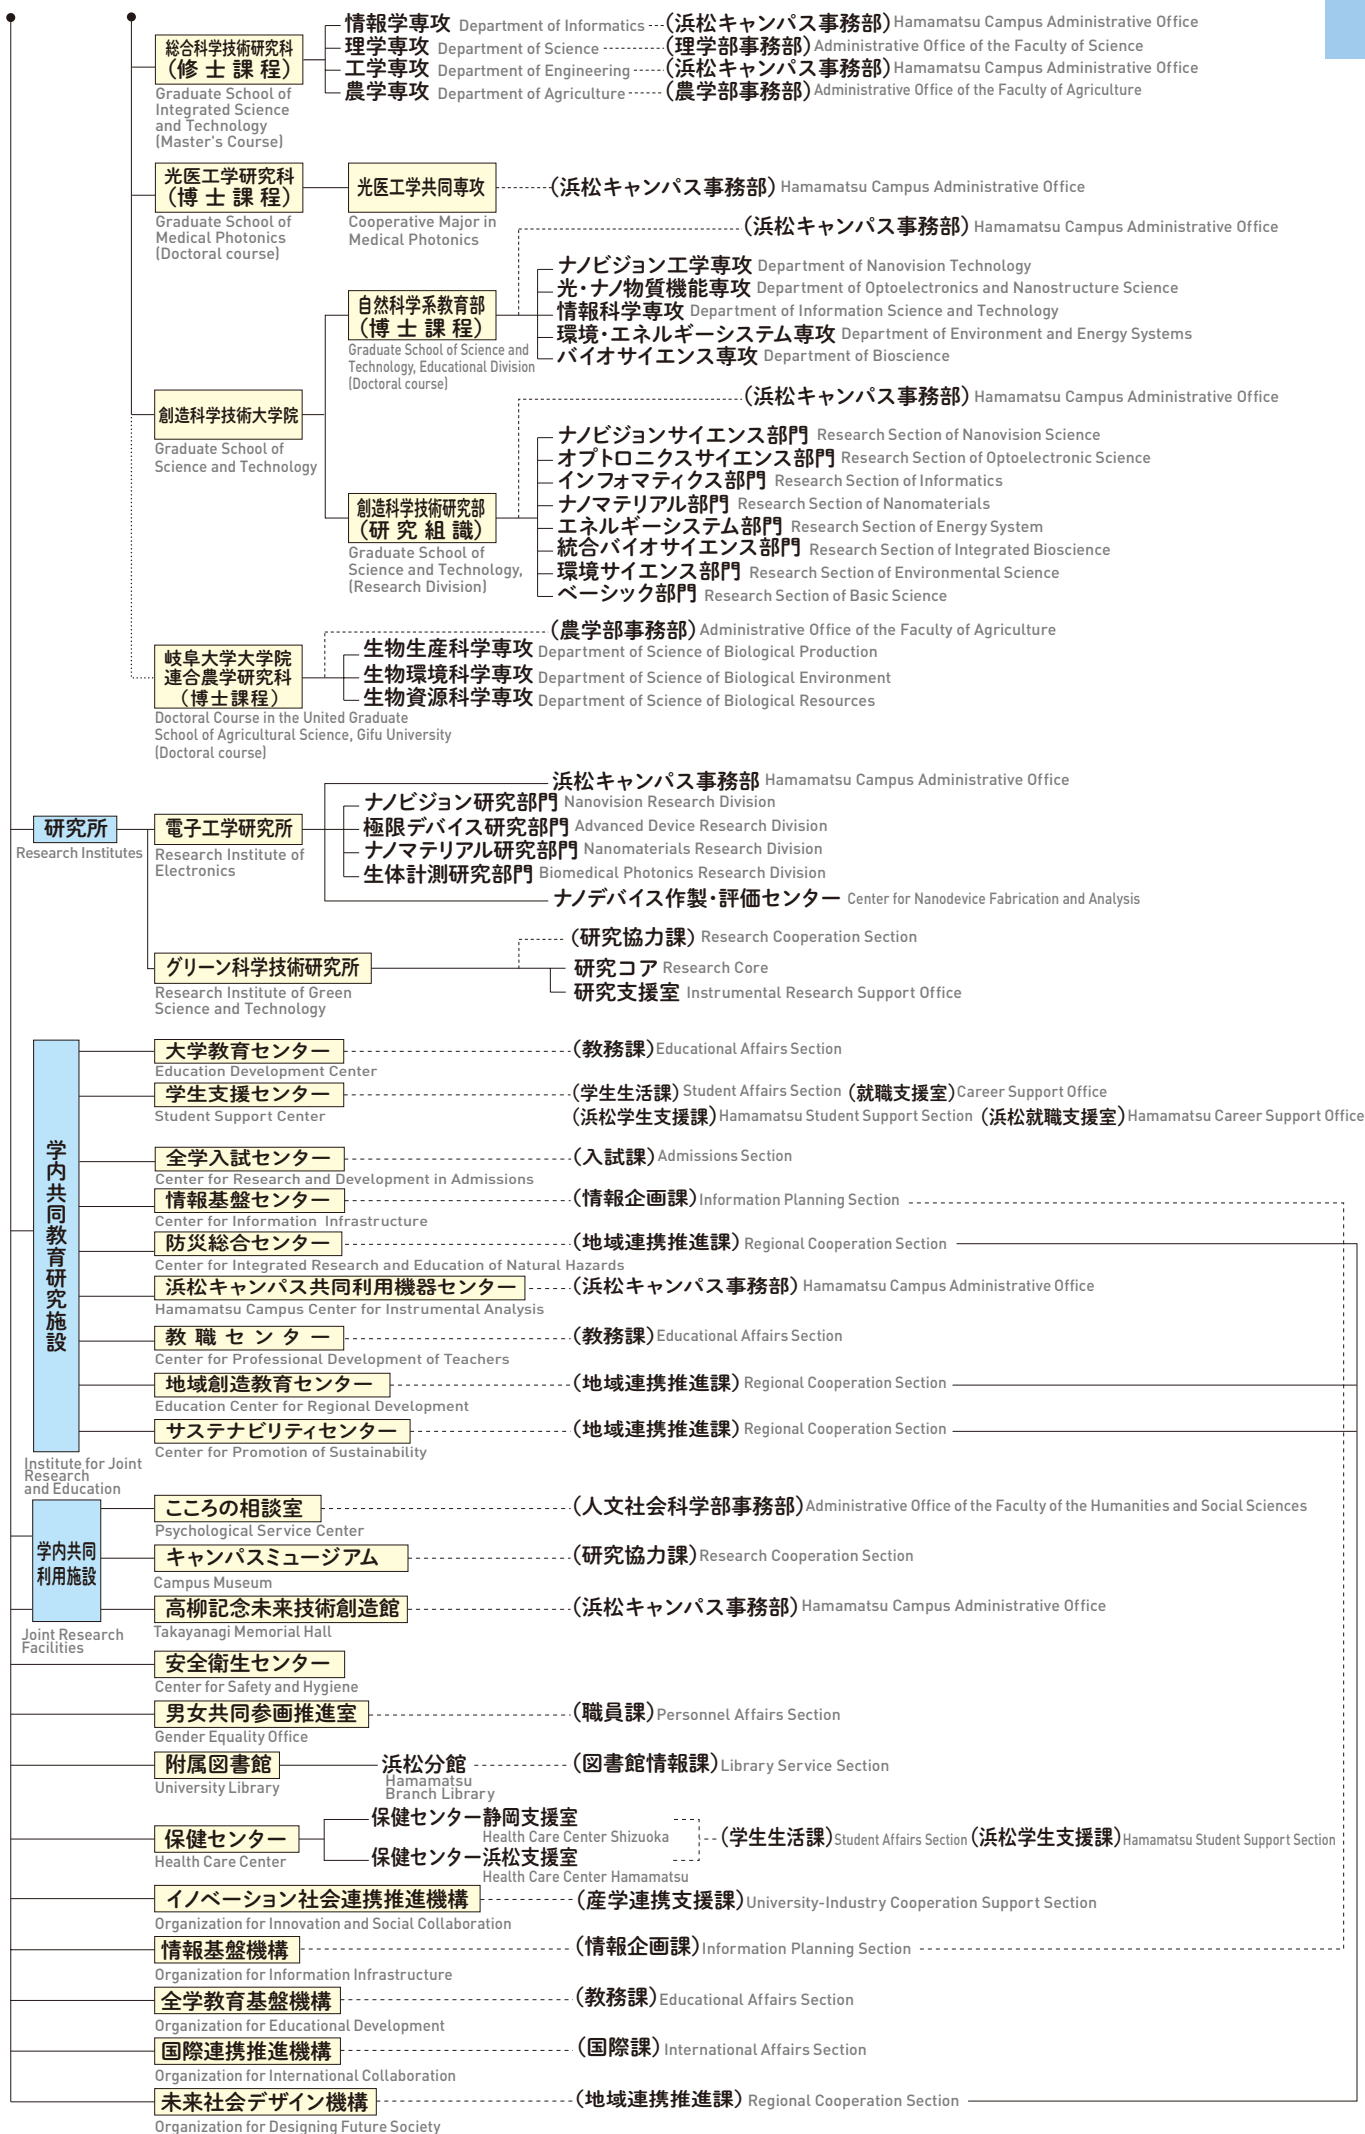 情報学専攻 Department of Informatics (浜松キャンパス事務部) Hamamatsu Campus Administrative Office
総合科学技術研究科
(修士課程)
理学専攻 Department of Science (理学部事務部) Administrative Office of the Faculty of Science
工学専攻 Department of Engineering (浜松キャンパス事務部) Hamamatsu Campus Administrative Office
農学専攻 Department of Agriculture (農学部事務部) Administrative Office of the Faculty of Agriculture
Graduate School of
Integrated Science
and Technology
(Master's Course)
光医工学研究科
(博士課程)
光医工学共同専攻 (浜松キャンパス事務部) Hamamatsu Campus Administrative Office
Graduate School of
Medical Photonics
(Doctoral course)
Cooperative Major in
Medical Photonics
(浜松キャンパス事務部) Hamamatsu Campus Administrative Office
自然科学系教育部
(博士課程)
Graduate School of Science and
Technology, Educational Division
(Doctoral course)
ナノビジョン工学専攻 Department of Nanovision Technology
光・ナノ物質機能専攻 Department of Optoelectronics and Nanostructure Science
情報科学専攻 Department of Information Science and Technology
環境・エネルギーシステム専攻 Department of Environment and Energy Systems
バイオサイエンス専攻 Department of Bioscience
創造科学技術大学院
Graduate School of
Science and Technology
(浜松キャンパス事務部) Hamamatsu Campus Administrative Office
創造科学技術研究部
(研究組識)
Graduate School of
Science and Technology,
(Research Division)
ナノビジョンサイエンス部門 Research Section of Nanovision Science
オプトロニクスサイエンス部門 Research Section of Optoelectronic Science
インフォマティクス部門 Research Section of Informatics
ナノマテリアル部門 Research Section of Nanomaterials
エネルギーシステム部門 Research Section of Energy System
統合バイオサイエンス部門 Research Section of Integrated Bioscience
環境サイエンス部門 Research Section of Environmental Science
ベーシック部門 Research Section of Basic Science
(農学部事務部) Administrative Office of the Faculty of Agriculture
岐阜大学大学院
連合農学研究科
(博士課程)
生物生産科学専攻 Department of Science of Biological Production
生物環境科学専攻 Department of Science of Biological Environment
生物資源科学専攻 Department of Science of Biological Resources
Doctoral Course in the United Graduate
School of Agricultural Science, Gifu University
(Doctoral course)
浜松キャンパス事務部 Hamamatsu Campus Administrative Office
研究所
Research Institutes
電子工学研究所
Research Institute of
Electronics
ナノビジョン研究部門 Nanovision Research Division
極限デバイス研究部門 Advanced Device Research Division
ナノマテリアル研究部門 Nanomaterials Research Division
生体計測研究部門 Biomedical Photonics Research Division
ナノデバイス作製・評価センター Center for Nanodevice Fabrication and Analysis
(研究協力課) Research Cooperation Section
グリーン科学技術研究所
Research Institute of Green
Science and Technology
研究コア Research Core
研究支援室 Instrumental Research Support Office
学内共同教育研究施設
大学教育センター (教務課) Educational Affairs Section
Education Development Center
学生支援センター (学生生活課) Student Affairs Section (就職支援室) Career Support Office
Student Support Center (浜松学生支援課) Hamamatsu Student Support Section (浜松就職支援室) Hamamatsu Career Support Office
全学入試センター (入試課) Admissions Section
Center for Research and Development in Admissions
情報基盤センター (情報企画課) Information Planning Section
Center for Information Infrastructure
防災総合センター (地域連携推進課) Regional Cooperation Section
Center for Integrated Research and Education of Natural Hazards
浜松キャンパス共同利用機器センター (浜松キャンパス事務部) Hamamatsu Campus Administrative Office
Hamamatsu Campus Center for Instrumental Analysis
教職センター (教務課) Educational Affairs Section
Center for Professional Development of Teachers
地域創造教育センター (地域連携推進課) Regional Cooperation Section
Education Center for Regional Development
サステナビリティセンター (地域連携推進課) Regional Cooperation Section
Center for Promotion of Sustainability
Institute for Joint
Research
and Education
学内共同
利用施設
Joint Research
Facilities
こころの相談室 (人文社会科学部事務部) Administrative Office of the Faculty of the Humanities and Social Sciences
Psychological Service Center
キャンパスミュージアム (研究協力課) Research Cooperation Section
Campus Museum
高柳記念未来技術創造館 (浜松キャンパス事務部) Hamamatsu Campus Administrative Office
Takayanagi Memorial Hall
安全衛生センター
Center for Safety and Hygiene
男女共同参画推進室 (職員課) Personnel Affairs Section
Gender Equality Office
附属図書館 浜松分館 (図書館情報課) Library Service Section
University Library
Hamamatsu
Branch Library
保健センター
Health Care Center
保健センター静岡支援室
Health Care Center Shizuoka
保健センター浜松支援室
Health Care Center Hamamatsu
(学生生活課) Student Affairs Section (浜松学生支援課) Hamamatsu Student Support Section
イノベーション社会連携推進機構 (産学連携支援課) University-Industry Cooperation Support Section
Organization for Innovation and Social Collaboration
情報基盤機構 (情報企画課) Information Planning Section
Organization for Information Infrastructure
全学教育基盤機構 (教務課) Educational Affairs Section
Organization for Educational Development
国際連携推進機構 (国際課) International Affairs Section
Organization for International Collaboration
未来社会デザイン機構 (地域連携推進課) Regional Cooperation Section
Organization for Designing Future Society